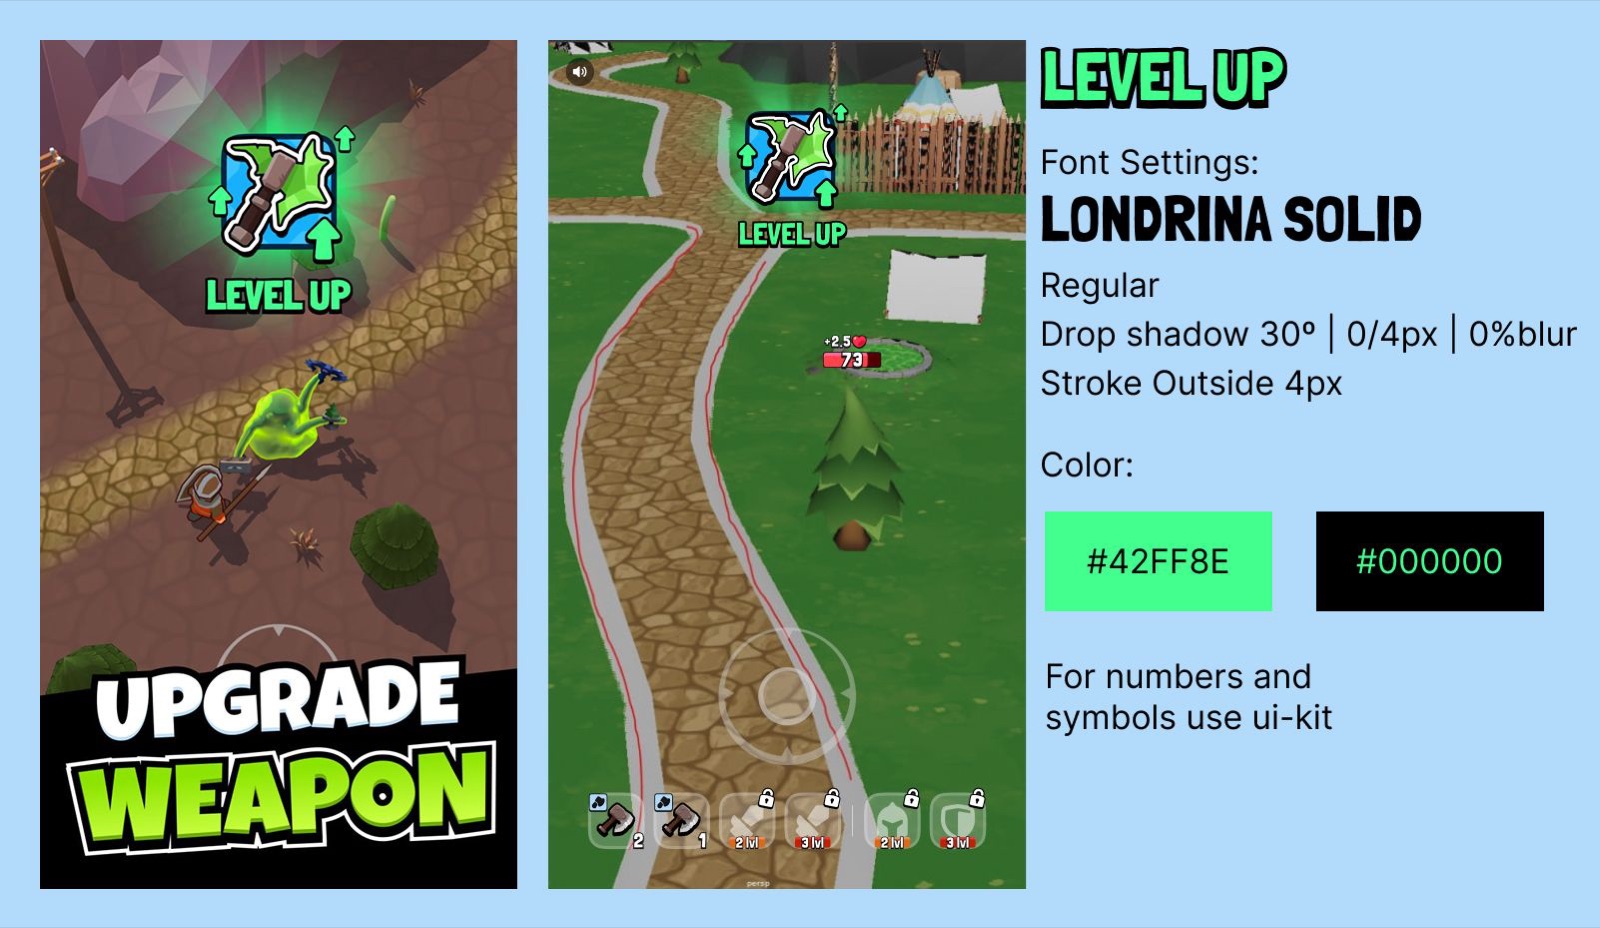 LEVEL UP
UPGRADE
WEAPON
LEVEL UP
+2.5
73
2
1
2 lvl
3 lvl
2 lvl
3 lvl
persp
LEVEL UP
Font Settings:
LONDRINA SOLID
Regular
Drop shadow 30º | 0/4px | 0%blur
Stroke Outside 4px
Color:
#42FF8E
#000000
For numbers and
symbols use ui-kit